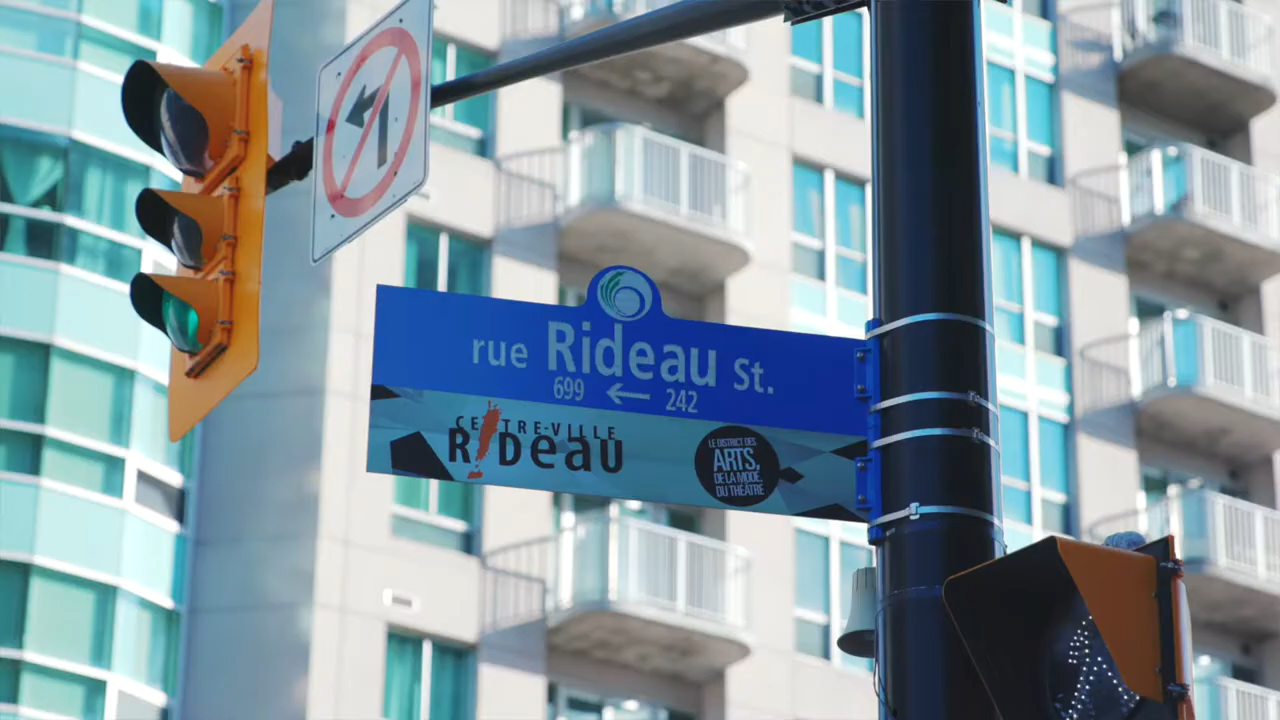 rue Rideau St.
699 ← 242
CENTRE-VILLE
RIDEAU
LE DISTRICT DES
ARTS,
DE LA MODE,
DU THÉÂTRE